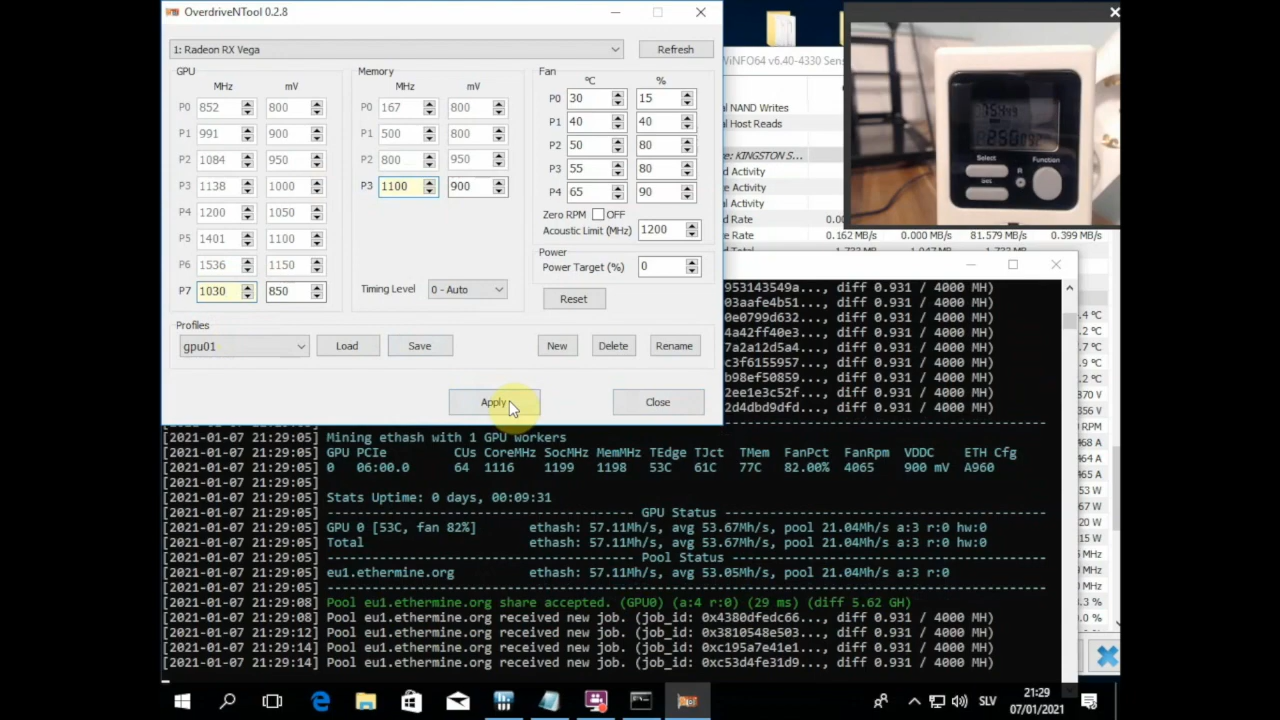 OverdriveNTool 0.2.8
1: Radeon RX Vega
Refresh
GPU
MHz mV
P0 852 800
P1 991 900
P2 1084 950
P3 1138 1000
P4 1200 1050
P5 1401 1100
P6 1536 1150
P7 1030 850
Memory
MHz mV
P0 167 800
P1 500 800
P2 800 950
P3 1100 900
Timing Level 0 - Auto
Fan
ºC %
P0 30 15
P1 40 40
P2 50 80
P3 55 80
P4 65 90
Zero RPM OFF
Acoustic Limit (MHz) 1200
Power
Power Target (%) 0
Reset
Profiles
gpu01 Load Save New Delete Rename
Apply Close
WiNFO64 v6.40-4330 Sens
al NAND Writes
al Host Reads
e: KINGSTON S...
d Activity
e Activity
al Activity
d Rate 0.00
e Rate 0.162 MB/s 0.000 MB/s 81.579 MB/s 0.399 MB/s
Select Function
Set R
953143549a..., diff 0.931 / 4000 MH)
03aafe4b51..., diff 0.931 / 4000 MH)
0e0799d632..., diff 0.931 / 4000 MH)
4a42ff40e3..., diff 0.931 / 4000 MH)
7a2a12d5a4..., diff 0.931 / 4000 MH)
c3f6155957..., diff 0.931 / 4000 MH)
b98ef50859..., diff 0.931 / 4000 MH)
2ee1e3c52f..., diff 0.931 / 4000 MH)
2d4dbd9dfd..., diff 0.931 / 4000 MH)
[2021-01-07 21:29:05] Mining ethash with 1 GPU workers
[2021-01-07 21:29:05] GPU PCIe CUs CoreMHz SocMHz MemMHz TEdge TJct TMem FanPct FanRpm VDDC ETH Cfg
[2021-01-07 21:29:05] 0 06:00.0 64 1116 1199 1198 53C 61C 77C 82.00% 4065 900 mV A960
[2021-01-07 21:29:05]
[2021-01-07 21:29:05] Stats Uptime: 0 days, 00:09:31
[2021-01-07 21:29:05] ----------------------------------------- GPU Status -----------------------------------------
[2021-01-07 21:29:05] GPU 0 [53C, fan 82%] ethash: 57.11Mh/s, avg 53.67Mh/s, pool 21.04Mh/s a:3 r:0 hw:0
[2021-01-07 21:29:05] Total ethash: 57.11Mh/s, avg 53.67Mh/s, pool 21.04Mh/s a:3 r:0 hw:0
[2021-01-07 21:29:05] ----------------------------------------- Pool Status -----------------------------------------
[2021-01-07 21:29:05] eu1.ethermine.org ethash: 57.11Mh/s, avg 53.05Mh/s, pool 21.04Mh/s a:3 r:0
[2021-01-07 21:29:05] ------------------------------------------------------------------------------------------
[2021-01-07 21:29:08] Pool eu1.ethermine.org share accepted. (GPU0) (a:4 r:0) (29 ms) (diff 5.62 GH)
[2021-01-07 21:29:08] Pool eu1.ethermine.org received new job. (job_id: 0x4380dfedc66..., diff 0.931 / 4000 MH)
[2021-01-07 21:29:12] Pool eu1.ethermine.org received new job. (job_id: 0x3810548e503..., diff 0.931 / 4000 MH)
[2021-01-07 21:29:14] Pool eu1.ethermine.org received new job. (job_id: 0xc195a7e41e1..., diff 0.931 / 4000 MH)
[2021-01-07 21:29:14] Pool eu1.ethermine.org received new job. (job_id: 0xc53d4fe31d9..., diff 0.931 / 4000 MH)
SLV
21:29
07/01/2021